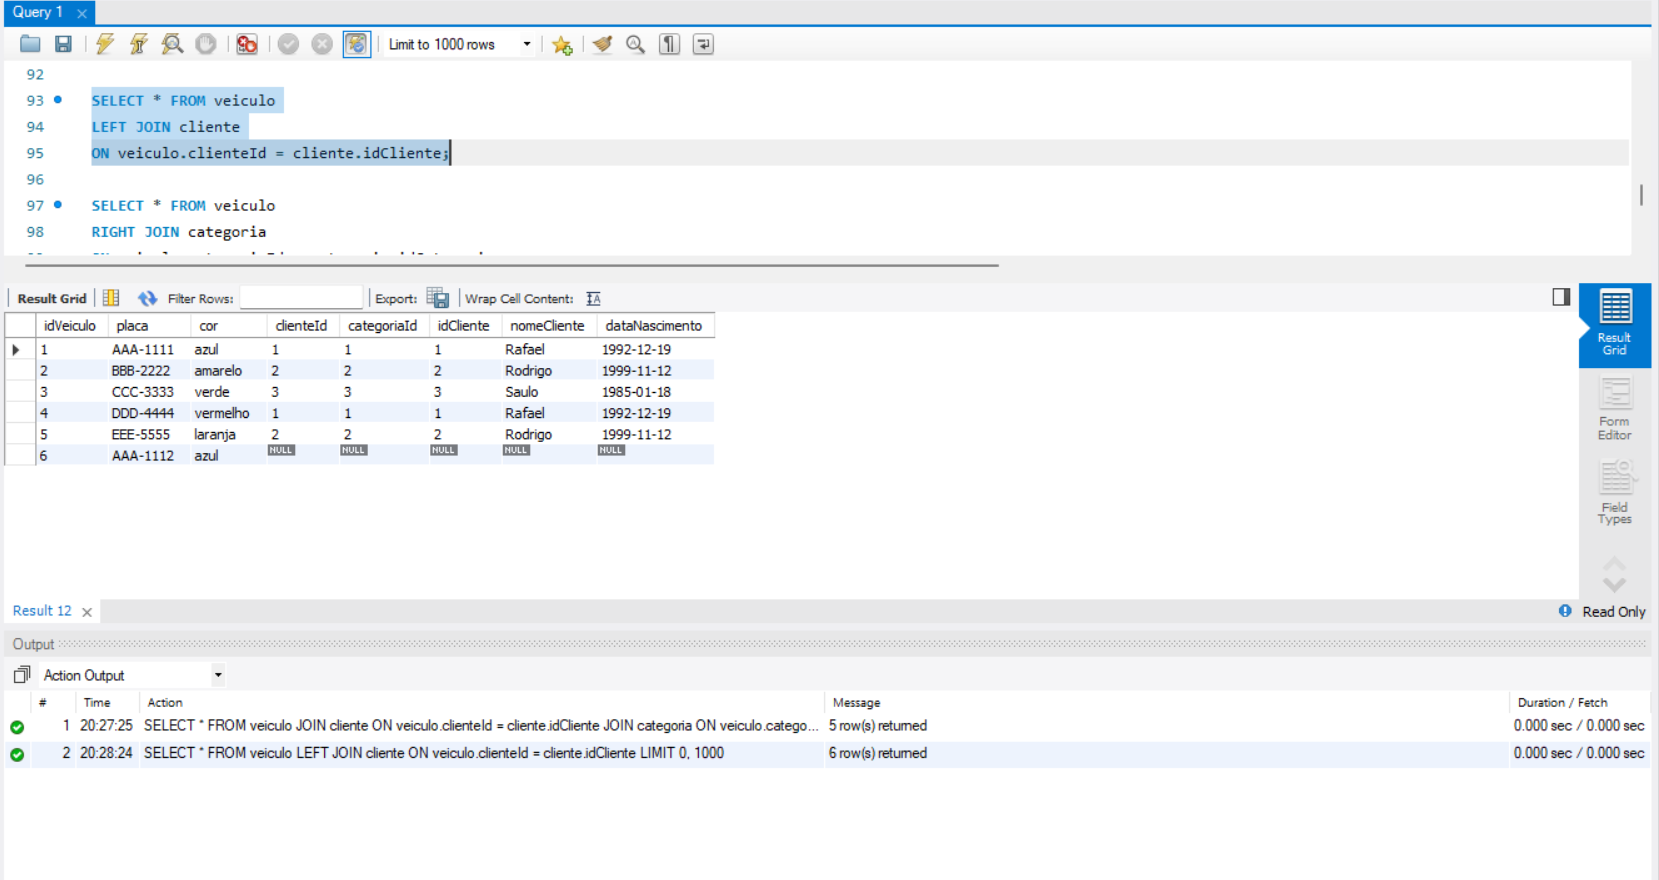 Query 1
Limit to 1000 rows
92
93 SELECT * FROM veiculo
94 LEFT JOIN cliente
95 ON veiculo.clienteId = cliente.idCliente;
96
97 SELECT * FROM veiculo
98 RIGHT JOIN categoria
Result Grid Filter Rows: Export: Wrap Cell Content:
idVeiculo placa cor clienteId categoriaId idCliente nomeCliente dataNascimento
1 AAA-1111 azul 1 1 1 Rafael 1992-12-19
2 BBB-2222 amarelo 2 2 2 Rodrigo 1999-11-12
3 CCC-3333 verde 3 3 3 Saulo 1985-01-18
4 DDD-4444 vermelho 1 1 1 Rafael 1992-12-19
5 EEE-5555 laranja 2 2 2 Rodrigo 1999-11-12
6 AAA-1112 azul NULL NULL NULL NULL NULL
Result
Grid
Form
Editor
Field
Types
Result 12
Read Only
Output
Action Output
# Time Action Message Duration / Fetch
1 20:27:25 SELECT * FROM veiculo JOIN cliente ON veiculo.clienteId = cliente.idCliente JOIN categoria ON veiculo.catego... 5 row(s) returned 0.000 sec / 0.000 sec
2 20:28:24 SELECT * FROM veiculo LEFT JOIN cliente ON veiculo.clienteId = cliente.idCliente LIMIT 0, 1000 6 row(s) returned 0.000 sec / 0.000 sec